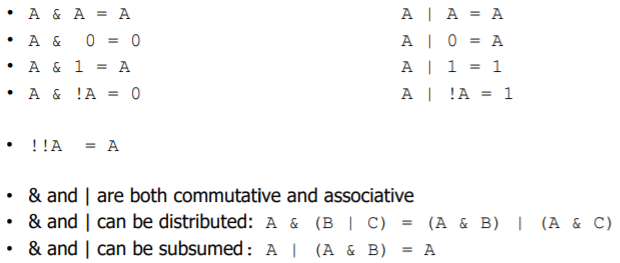 • A & A = A A | A = A
• A & 0 = 0 A | 0 = A
• A & 1 = A A | 1 = 1
• A & !A = 0 A | !A = 1
• !!A = A
• & and | are both commutative and associative
• & and | can be distributed: A & (B | C) = (A & B) | (A & C)
• & and | can be subsumed: A | (A & B) = A